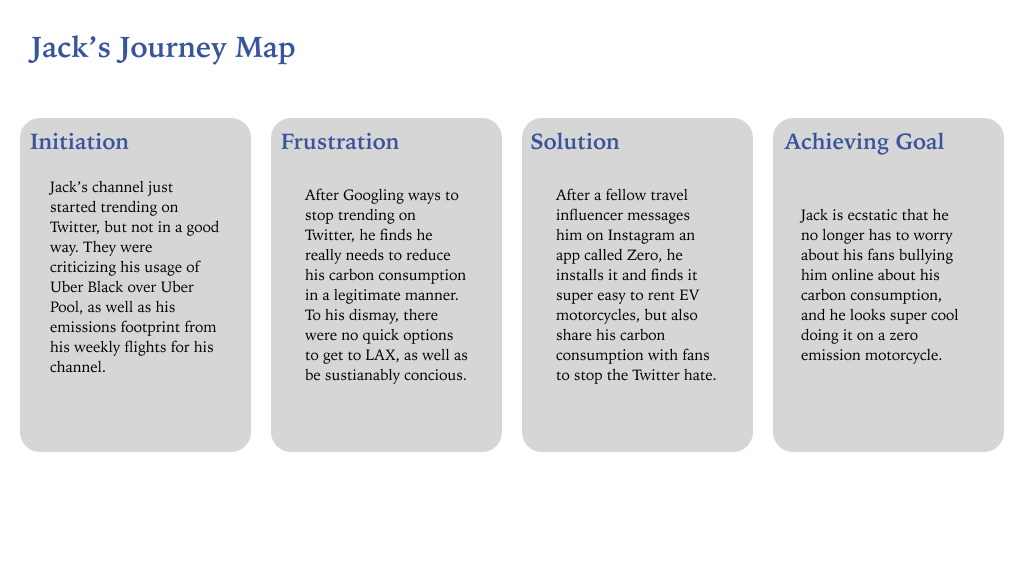 Jack’s Journey Map
Initiation
Jack’s channel just
started trending on
Twitter, but not in a good
way. They were
criticizing his usage of
Uber Black over Uber
Pool, as well as his
emissions footprint from
his weekly flights for his
channel.
Frustration
After Googling ways to
stop trending on
Twitter, he finds he
really needs to reduce
his carbon consumption
in a legitimate manner.
To his dismay, there
were no quick options
to get to LAX, as well as
be sustianably concious.
Solution
After a fellow travel
influencer messages
him on Instagram an
app called Zero, he
installs it and finds it
super easy to rent EV
motorcycles, but also
share his carbon
consumption with fans
to stop the Twitter hate.
Achieving Goal
Jack is ecstatic that he
no longer has to worry
about his fans bullying
him online about his
carbon consumption,
and he looks super cool
doing it on a zero
emission motorcycle.